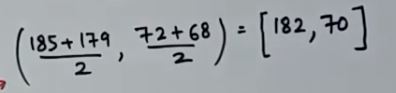 (185+179/2, 72+68/2) = [182, 70]